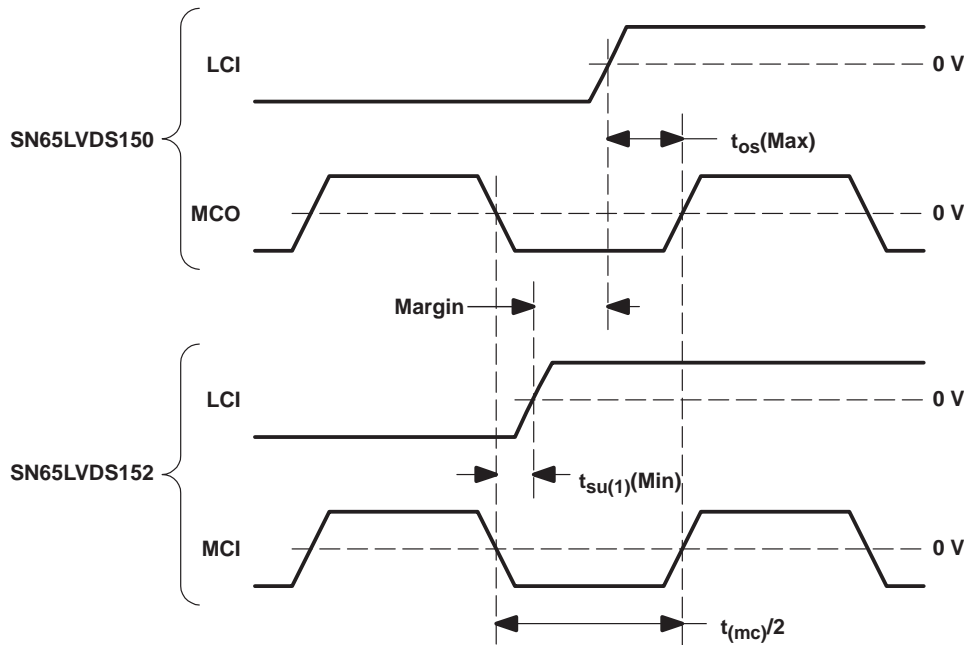 LCI
0 V
SN65LVDS150
tos(Max)
MCO
0 V
Margin
LCI
0 V
SN65LVDS152
tsu(1)(Min)
MCI
0 V
t(mc)/2